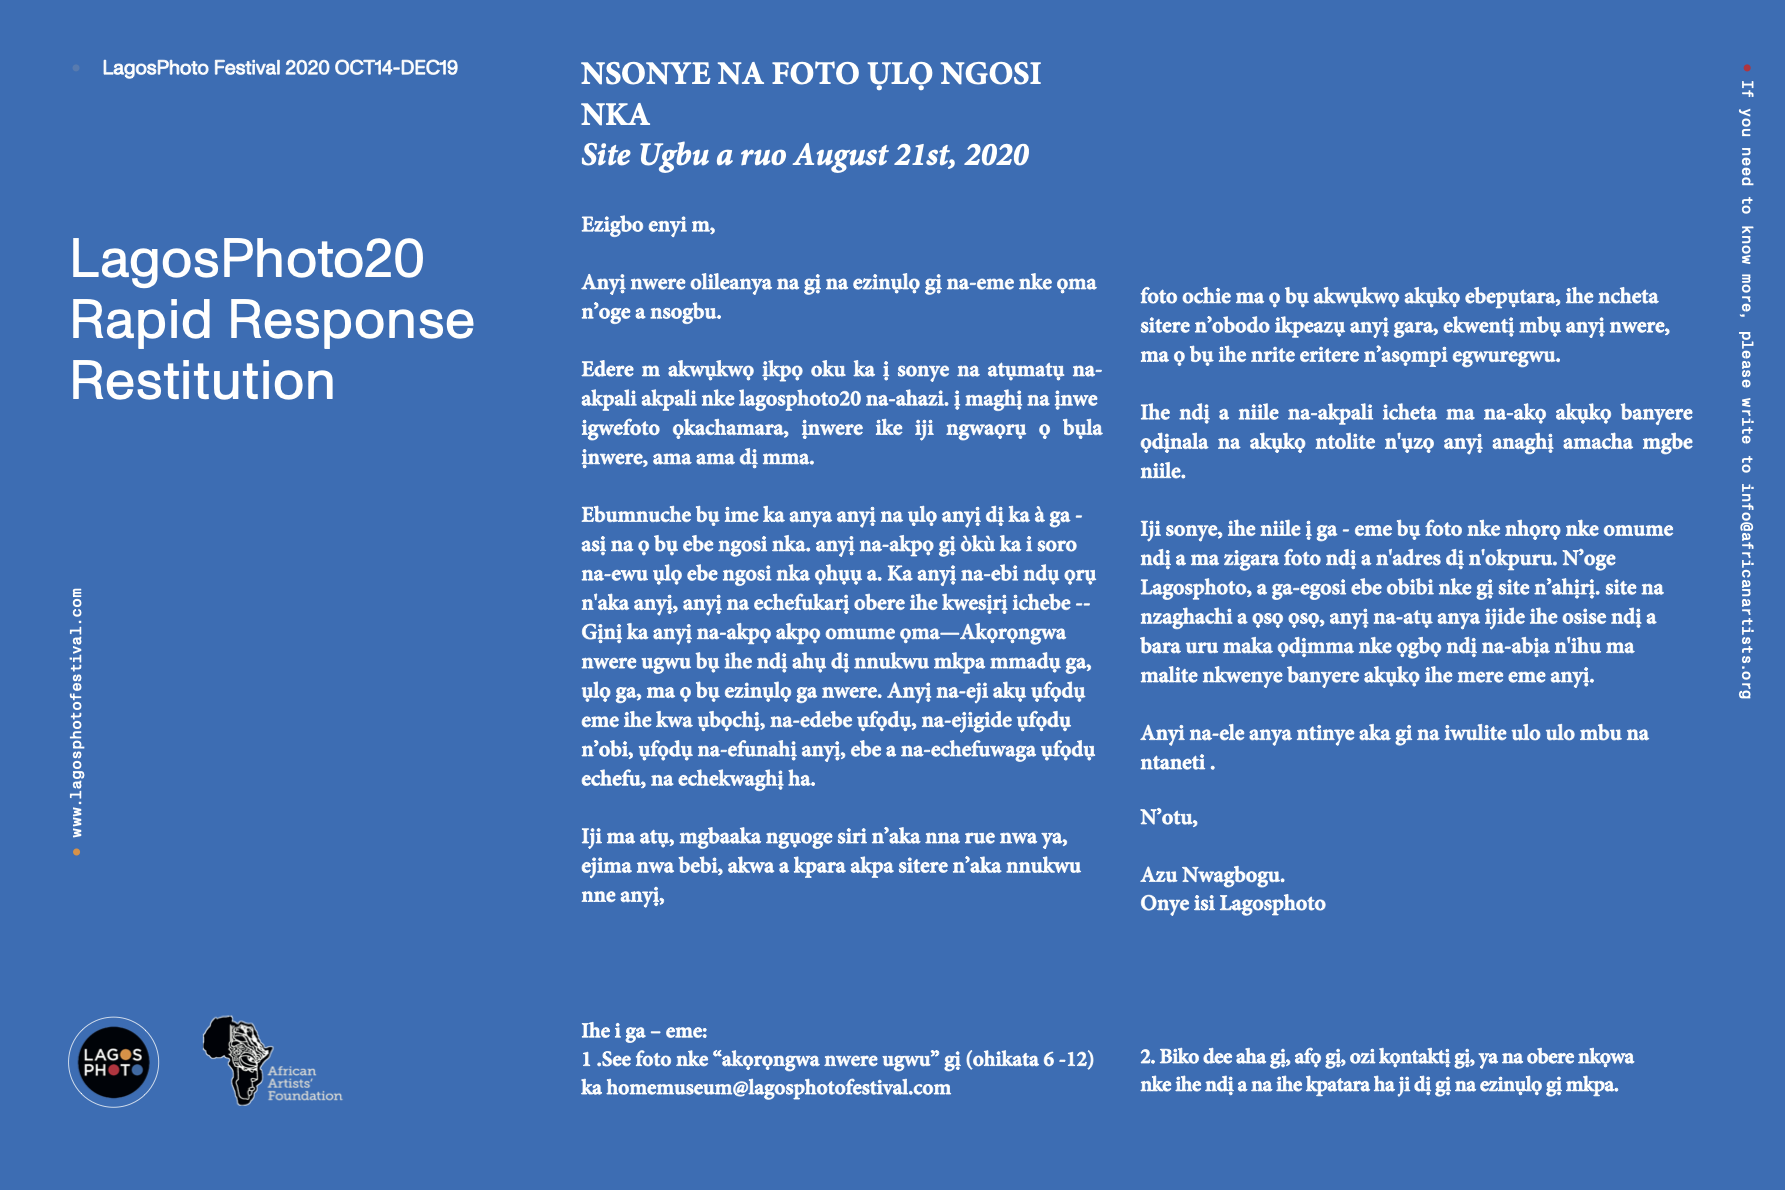 LagosPhoto Festival 2020 OCT14-DEC19
LagosPhoto20
Rapid Response
Restitution
www.lagosphotofestival.com
NSONYE NA FOTO ỤLỌ NGOSI
NKA
Site Ugbu a ruo August 21st, 2020
Ezigbo enyi m,
Anyị nwere olileanya na gị na ezinụlọ gị na-eme nke ọma
n’oge a nsogbu.
Edere m akwụkwọ ịkpọ oku ka ị sonye na atụmatụ na-
akpali akpali nke lagosphoto20 na-ahazi. ị maghị na ịnwe
igwefoto ọkachamara, ịnwere ike iji ngwaọrụ ọ bụla
ịnwere, ama ama dị mma.
Ebumnuche bụ ime ka anya anyị na ụlọ anyị dị ka à ga -
asị na ọ bụ ebe ngosi nka. anyị na-akpọ gị òkù ka i soro
na-ewu ụlọ ebe ngosi nka ọhụụ a. Ka anyị na-ebi ndụ ọrụ
n'aka anyị, anyị na echefukarị obere ihe kwesịrị ichebe --
Gịnị ka anyị na-akpọ akpọ omume ọma—Akọrọngwa
nwere ugwu bụ ihe ndị ahụ dị nnukwu mkpa mmadụ ga,
ụlọ ga, ma ọ bụ ezinụlọ ga nwere. Anyị na-eji akụ ụfọdụ
eme ihe kwa ụbọchị, na-edebe ụfọdụ, na-ejigide ụfọdụ
n’obi, ụfọdụ na-efunahị anyị, ebe a na-echefuwaga ụfọdụ
echefu, na echekwaghị ha.
Iji ma atụ, mgbaaka ngụoge siri n’aka nna rue nwa ya,
ejima nwa bebi, akwa a kpara akpa sitere n’aka nnukwu
nne anyị,
foto ochie ma ọ bụ akwụkwọ akụkọ ebepụtara, ihe ncheta
sitere n’obodo ikpeazụ anyị gara, ekwentị mbụ anyị nwere,
ma ọ bụ ihe nrite eritere n’asọmpi egwuregwu.
Ihe ndị a niile na-akpali icheta ma na-akọ akụkọ banyere
ọdịnala na akụkọ ntolite n'ụzọ anyị anaghị amacha mgbe
niile.
Iji sonye, ihe niile ị ga - eme bụ foto nke nhọrọ nke omume
ndị a ma zigara foto ndị a n'adres dị n'okpuru. N’oge
Lagosphoto, a ga-egosi ebe obibi nke gị site n’ahịrị. site na
nzaghachi a ọsọ ọsọ, anyị na-atụ anya ijide ihe osise ndị a
bara uru maka ọdịmma nke ọgbọ ndị na-abịa n'ihu ma
malite nkwenye banyere akụkọ ihe mere eme anyị.
Anyi na-ele anya ntinye aka gi na iwulite ulo ulo mbu na
ntaneti .
N’otu,
Azu Nwagbogu.
Onye isi Lagosphoto
Ihe i ga – eme:
1 .See foto nke “akọrọngwa nwere ugwu” gị (ohikata 6 -12)
ka homemuseum@lagosphotofestival.com
2. Biko dee aha gị, afọ gị, ozi kọntaktị gị, ya na obere nkọwa
nke ihe ndị a na ihe kpatara ha ji dị gị na ezinụlọ gị mkpa.
If you need to know more, please write to info@africanartists.org
LAGOS
PHOTO
African
Artists’
Foundation